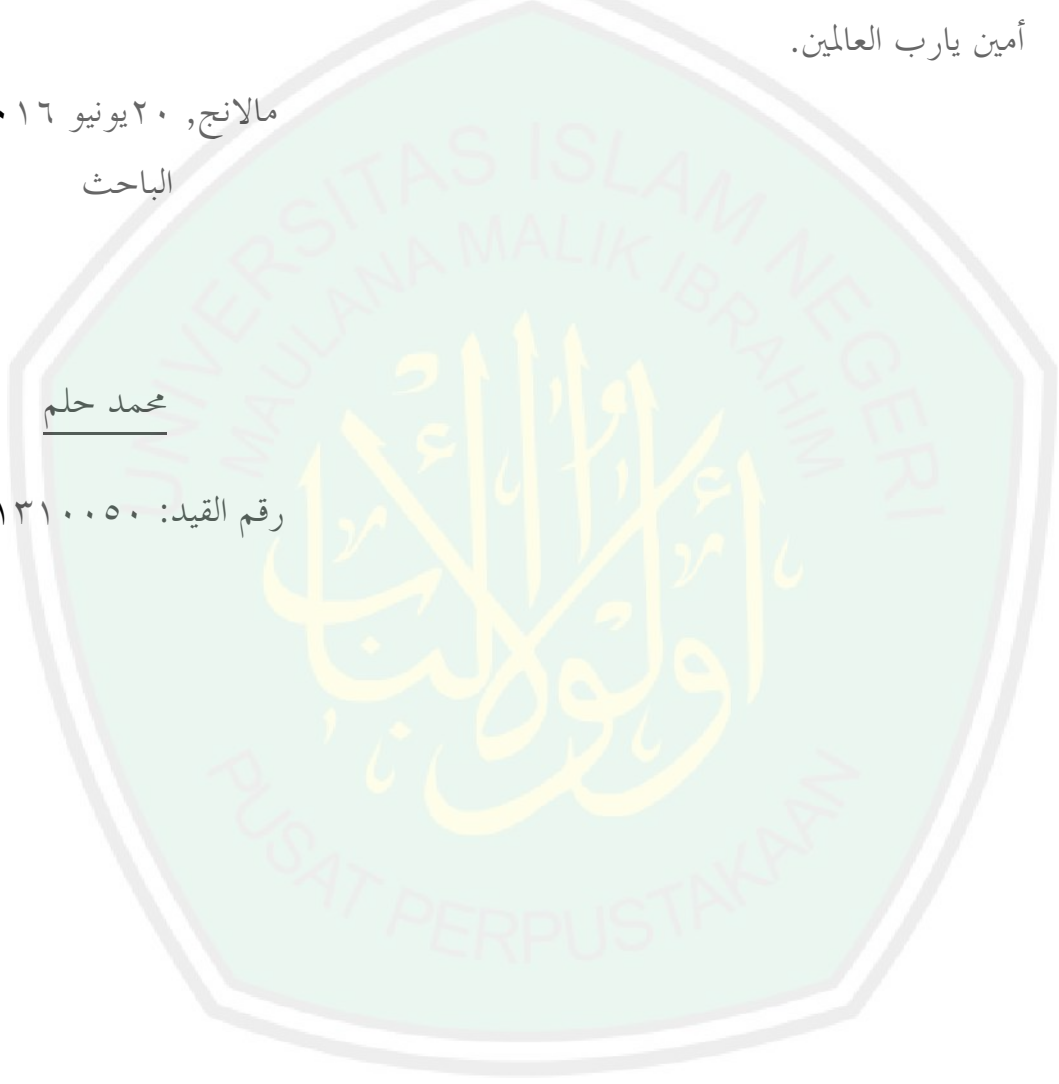 أمين يارب العالمين.
مالانج, ٢٠يونيو ١٦
الباحث
محمد حلم
رقم القيد: ١٣١٠٠٥٠
UNIVERSITAS ISLAM NEGERI
MAULANA MALIK IBRAHIM
أولوا الألباب
PUSAT PERPUSTAKAAN